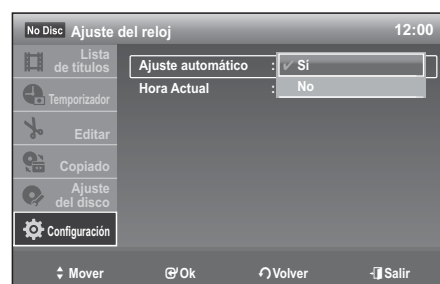 No Disc Ajuste del reloj 12:00
Lista
de títulos
Ajuste automático : ✓ Sí
Temporizador
Hora Actual : No
Editar
Copiado
Ajuste
del disco
Configuración
Mover Ok Volver Salir